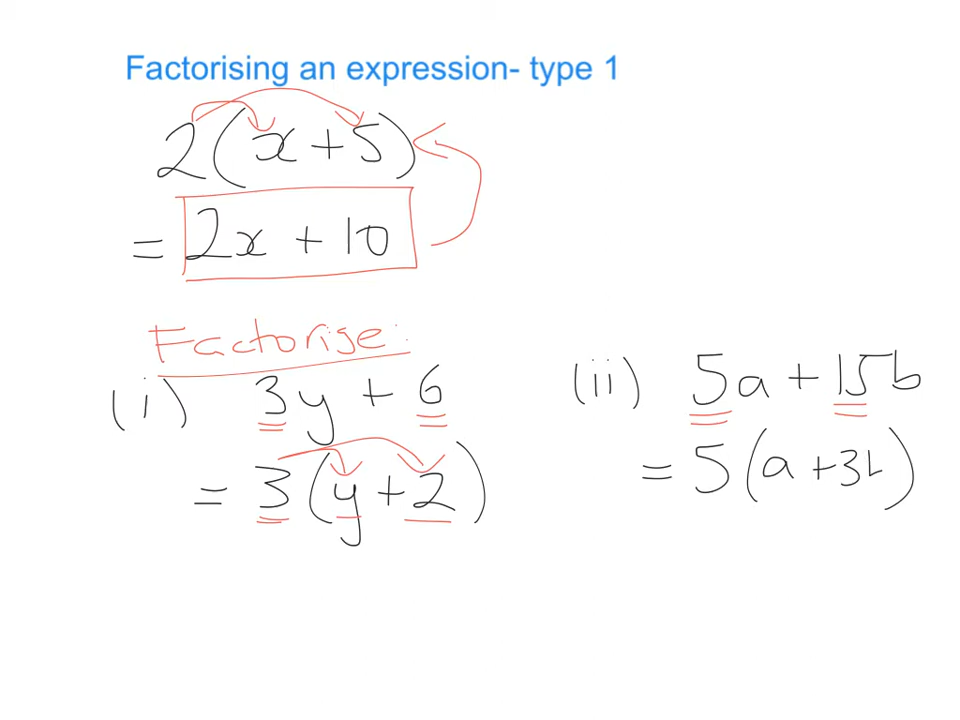 Factorising an expression- type 1
2(x+5)
= 2x + 10
Factorise:
(i) 3y + 6
= 3(y+2)
(ii) 5a + 15b
= 5(a+3b)